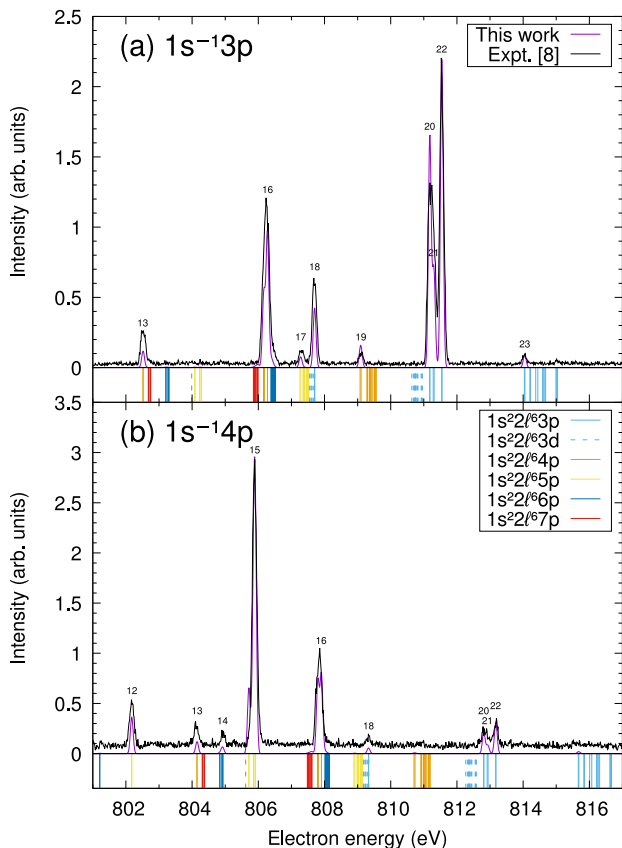 (a) 1s⁻¹3p
This work
Expt. [8]
Intensity (arb. units)
2.5
2
1.5
1
0.5
0
13
16
17
18
19
20
21
22
23
(b) 1s⁻¹4p
1s²2ℓ⁶3p
1s²2ℓ⁶3d
1s²2ℓ⁶4p
1s²2ℓ⁶5p
1s²2ℓ⁶6p
1s²2ℓ⁶7p
Intensity (arb. units)
3.5
3
2.5
2
1.5
1
0.5
0
12
13
14
15
16
18
20
21
22
802 804 806 808 810 812 814 816
Electron energy (eV)